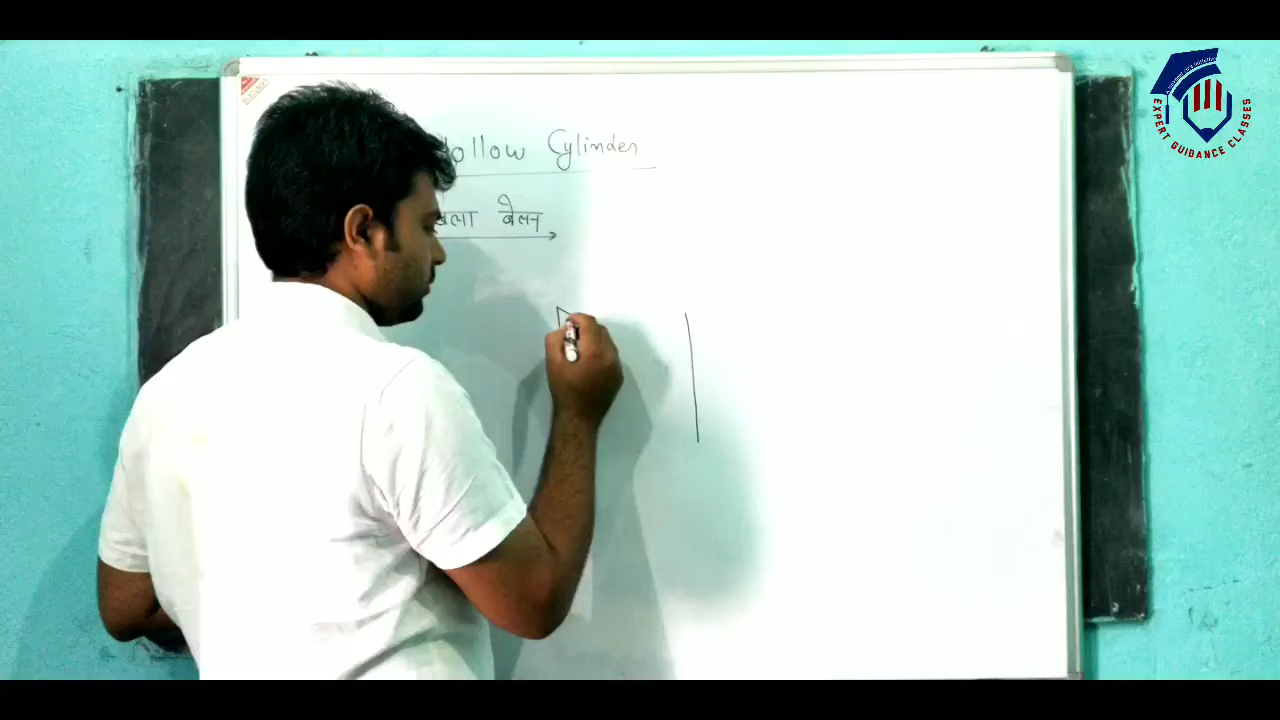 ollow Cylinder
खला बेलन
EXPERT GUIDANCE CLASSES